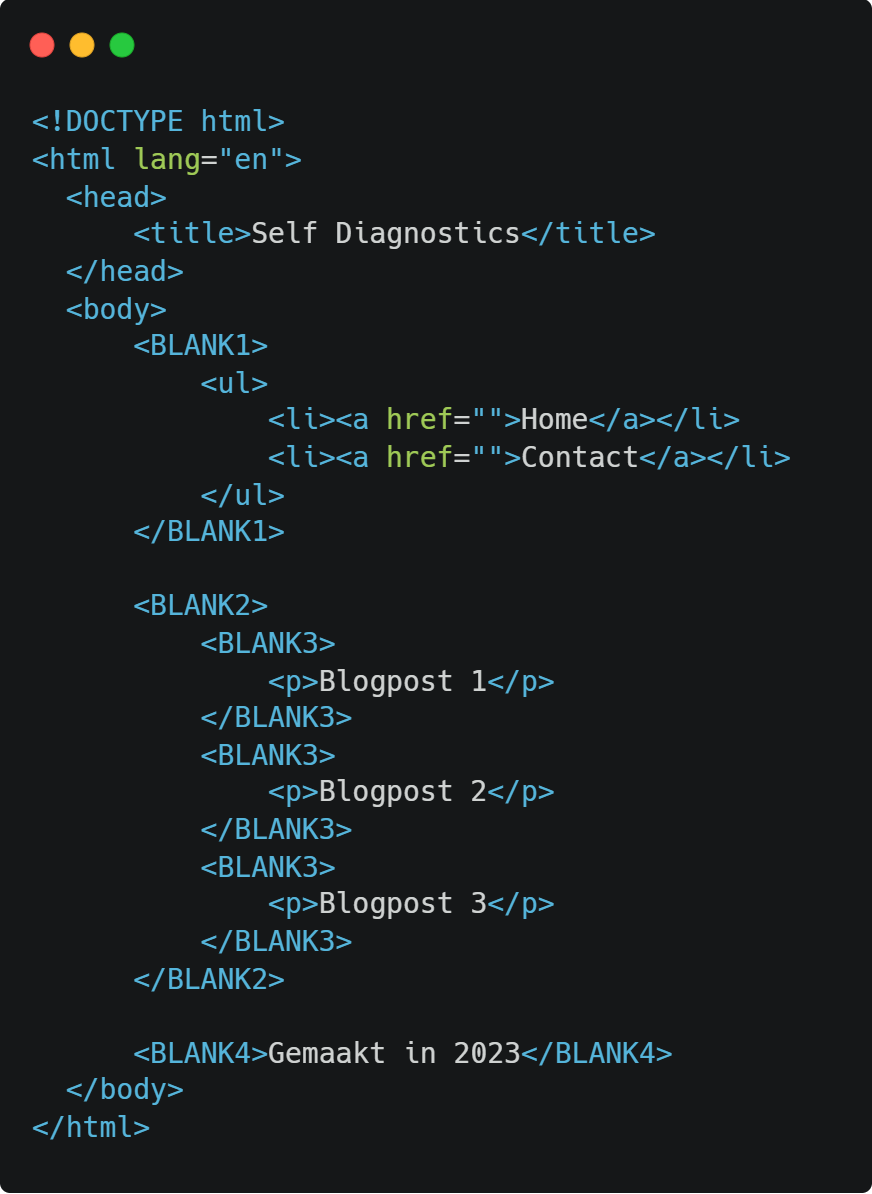 <!DOCTYPE html>
<html lang="en">
  <head>
      <title>Self Diagnostics</title>
  </head>
  <body>
      <BLANK1>
          <ul>
              <li><a href="">Home</a></li>
              <li><a href="">Contact</a></li>
          </ul>
      </BLANK1>

      <BLANK2>
          <BLANK3>
              <p>Blogpost 1</p>
          </BLANK3>
          <BLANK3>
              <p>Blogpost 2</p>
          </BLANK3>
          <BLANK3>
              <p>Blogpost 3</p>
          </BLANK3>
      </BLANK2>

      <BLANK4>Gemaakt in 2023</BLANK4>
  </body>
</html>